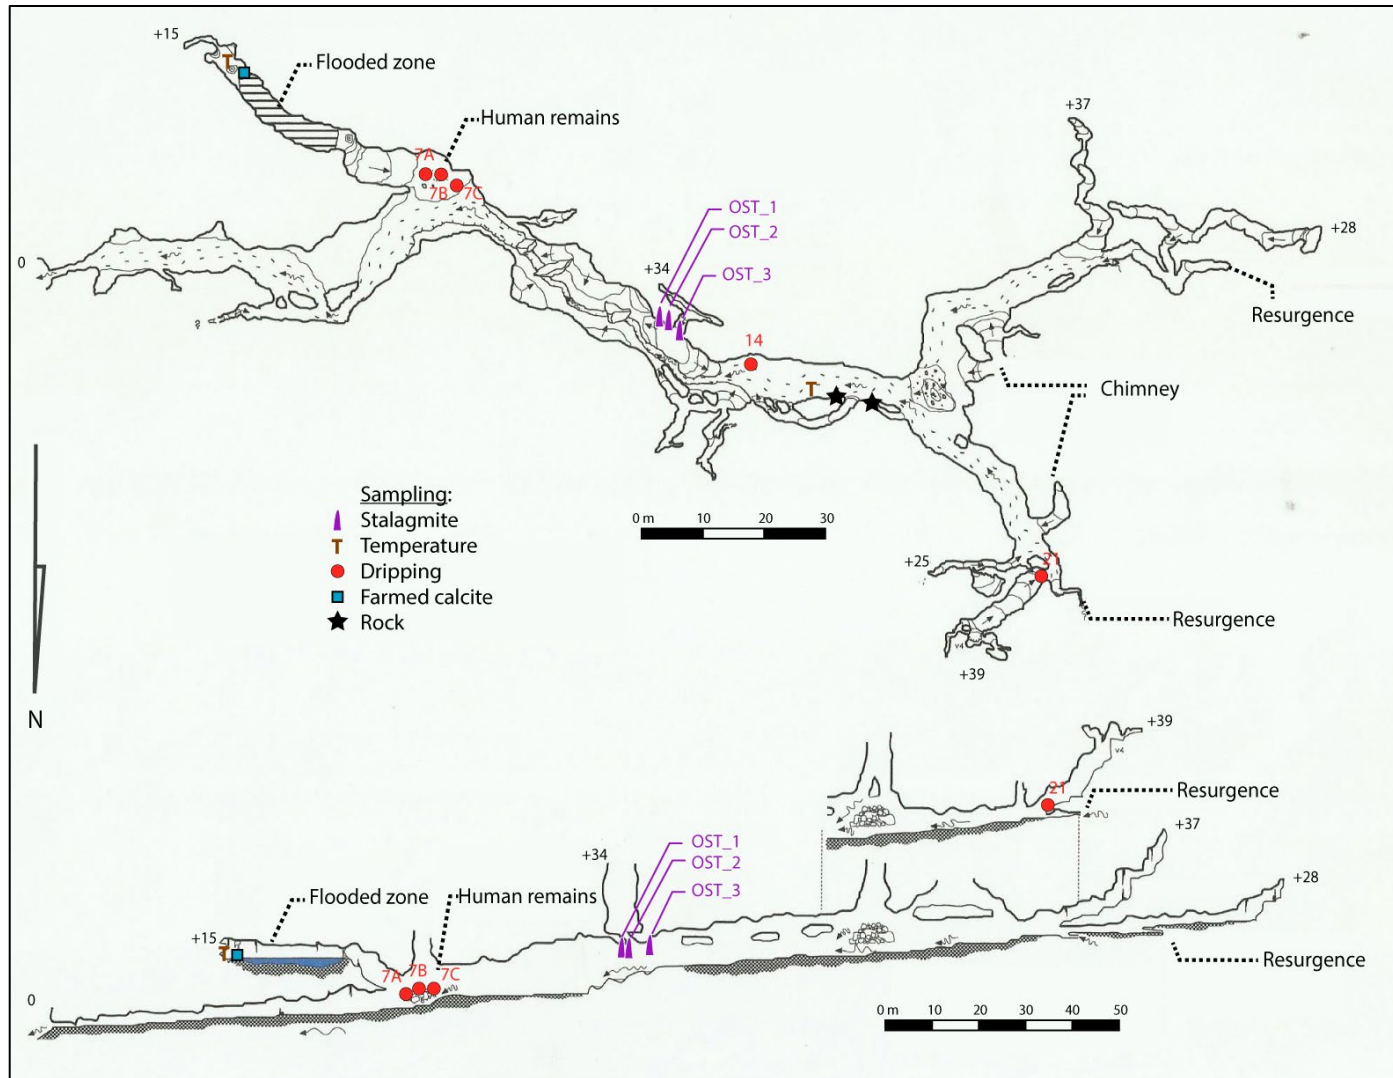 +15
T
Flooded zone
Human remains
7A
7B
7C
+37
+28
Resurgence
0
OST_1
OST_2
OST_3
+34
14
T
Chimney
Sampling:
Stalagmite
T Temperature
Dripping
Farmed calcite
Rock
0 m 10 20 30
+25
21
Resurgence
v4
+39
N
+39
v4
21
Resurgence
+37
OST_1
OST_2
OST_3
+34
+28
Flooded zone
Human remains
+15
T
7A
7B
7C
Resurgence
0
0 m 10 20 30 40 50